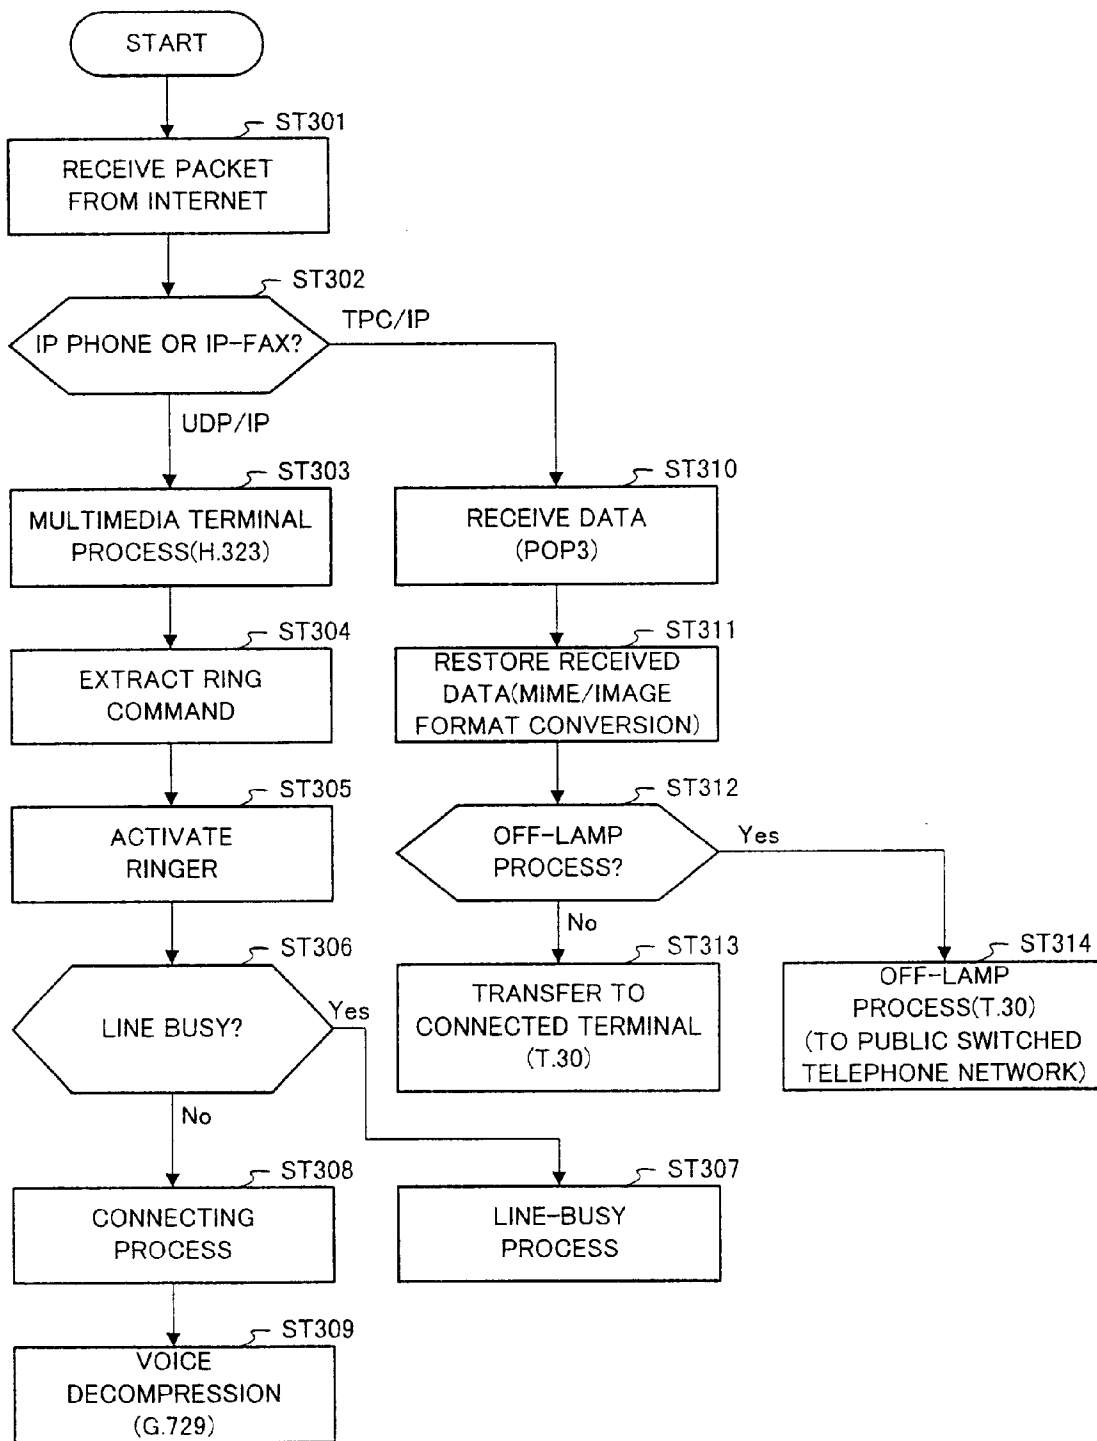 START
ST301
RECEIVE PACKET
FROM INTERNET
ST302
IP PHONE OR IP-FAX?
TPC/IP
UDP/IP
ST303
MULTIMEDIA TERMINAL
PROCESS(H.323)
ST304
EXTRACT RING
COMMAND
ST305
ACTIVATE
RINGER
ST306
LINE BUSY?
Yes
No
ST308
CONNECTING
PROCESS
ST309
VOICE
DECOMPRESSION
(G.729)
ST307
LINE-BUSY
PROCESS
ST310
RECEIVE DATA
(POP3)
ST311
RESTORE RECEIVED
DATA(MIME/IMAGE
FORMAT CONVERSION)
ST312
OFF-LAMP
PROCESS?
Yes
No
ST313
TRANSFER TO
CONNECTED TERMINAL
(T.30)
ST314
OFF-LAMP
PROCESS(T.30)
(TO PUBLIC SWITCHED
TELEPHONE NETWORK)